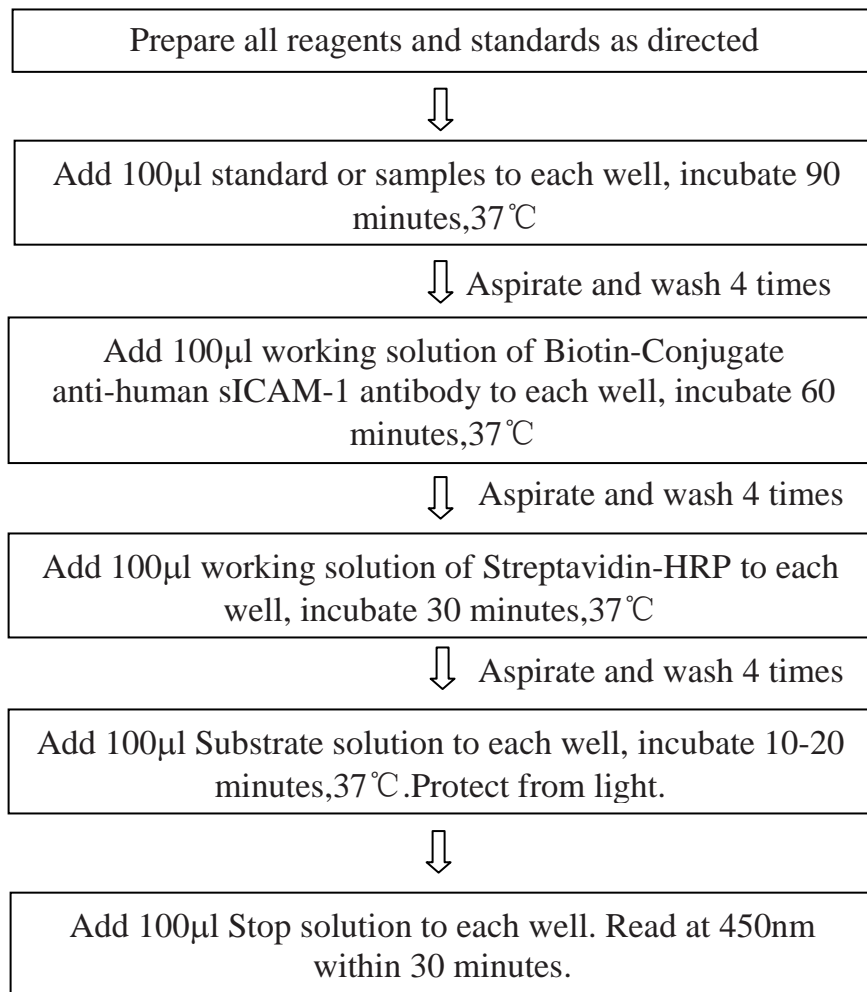 Prepare all reagents and standards as directed
Add 100μl standard or samples to each well, incubate 90
minutes,37℃
Aspirate and wash 4 times
Add 100μl working solution of Biotin-Conjugate
anti-human sICAM-1 antibody to each well, incubate 60
minutes,37℃
Aspirate and wash 4 times
Add 100μl working solution of Streptavidin-HRP to each
well, incubate 30 minutes,37℃
Aspirate and wash 4 times
Add 100μl Substrate solution to each well, incubate 10-20
minutes,37℃.Protect from light.
Add 100μl Stop solution to each well. Read at 450nm
within 30 minutes.